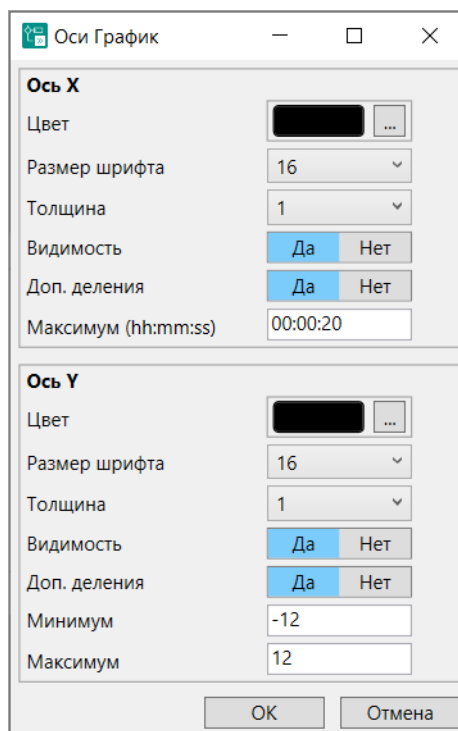 Оси График
Ось X
Цвет ...
Размер шрифта 16
Толщина 1
Видимость Да Нет
Доп. деления Да Нет
Максимум (hh:mm:ss) 00:00:20
Ось Y
Цвет ...
Размер шрифта 16
Толщина 1
Видимость Да Нет
Доп. деления Да Нет
Минимум -12
Максимум 12
OK Отмена